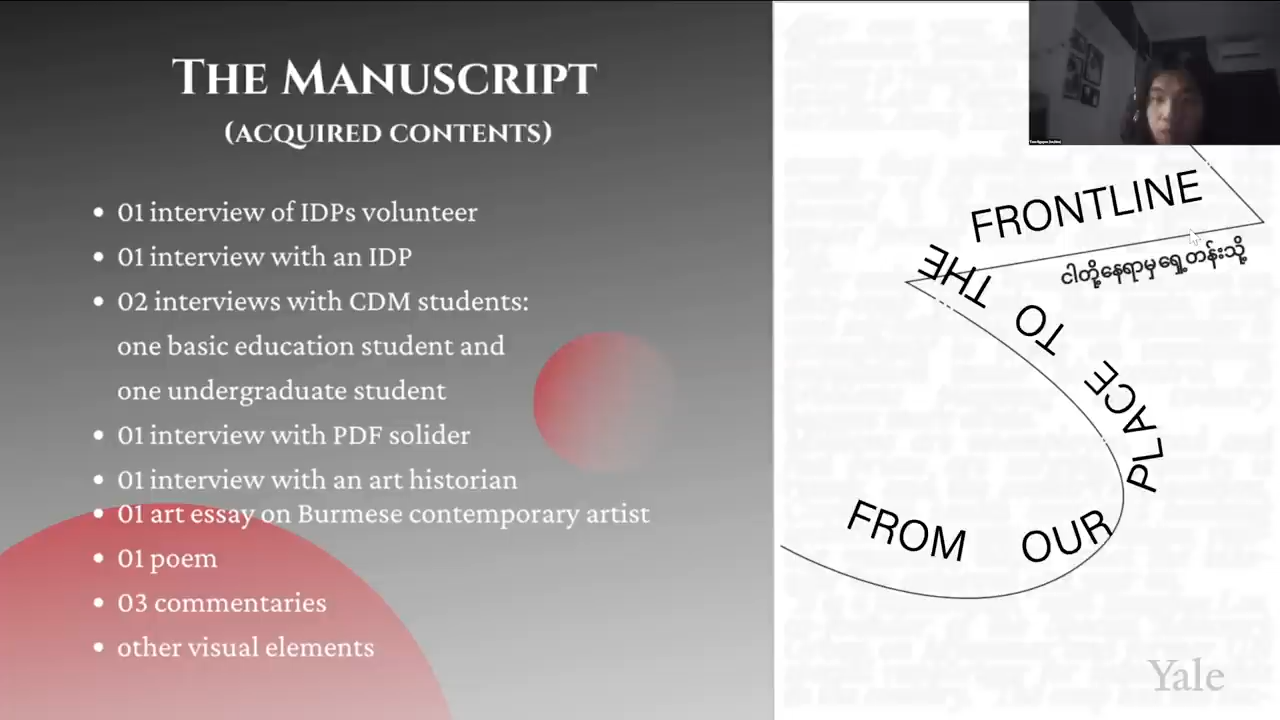 THE MANUSCRIPT
(ACQUIRED CONTENTS)
• 01 interview of IDPs volunteer
• 01 interview with an IDP
• 02 interviews with CDM students:
one basic education student and
one undergraduate student
• 01 interview with PDF solider
• 01 interview with an art historian
• 01 art essay on Burmese contemporary artist
• 01 poem
• 03 commentaries
• other visual elements
FROM OUR PLACE TO THE FRONTLINE
ငါတို့နေရာမှရှေ့တန်းသို့
Yale